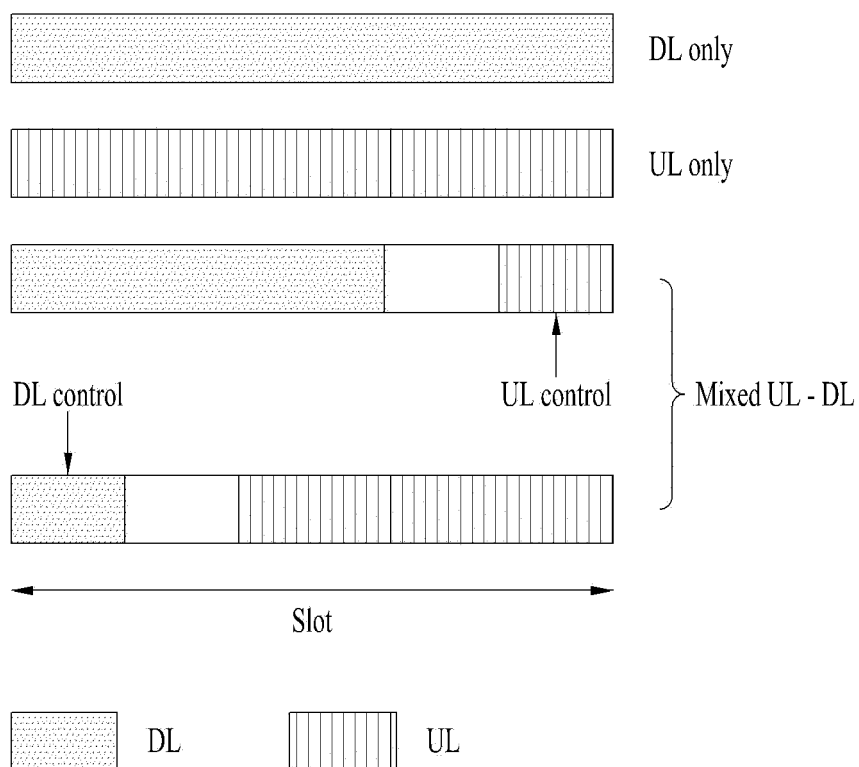 DL only
UL only
DL control
UL control
Mixed UL - DL
Slot
DL
UL